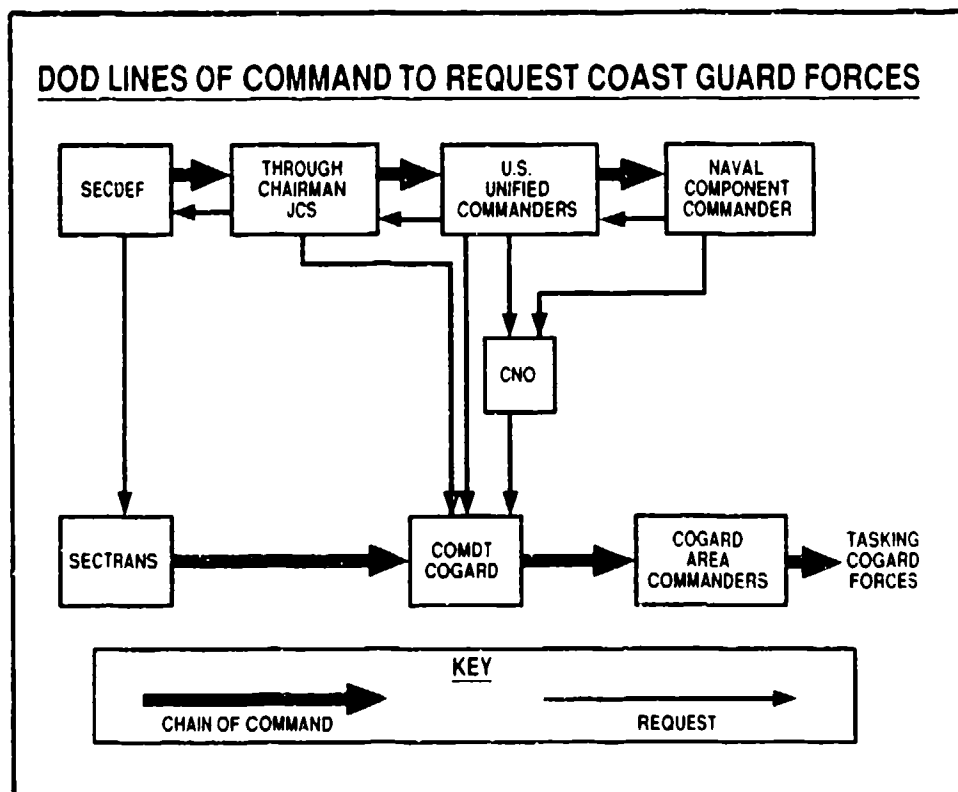 DOD LINES OF COMMAND TO REQUEST COAST GUARD FORCES
SECDEF
THROUGH
CHAIRMAN
JCS
U.S.
UNIFIED
COMMANDERS
NAVAL
COMPONENT
COMMANDER
CNO
SECTRANS
COMDT
COGARD
COGARD
AREA
COMMANDERS
TASKING
COGARD
FORCES
KEY
CHAIN OF COMMAND
REQUEST